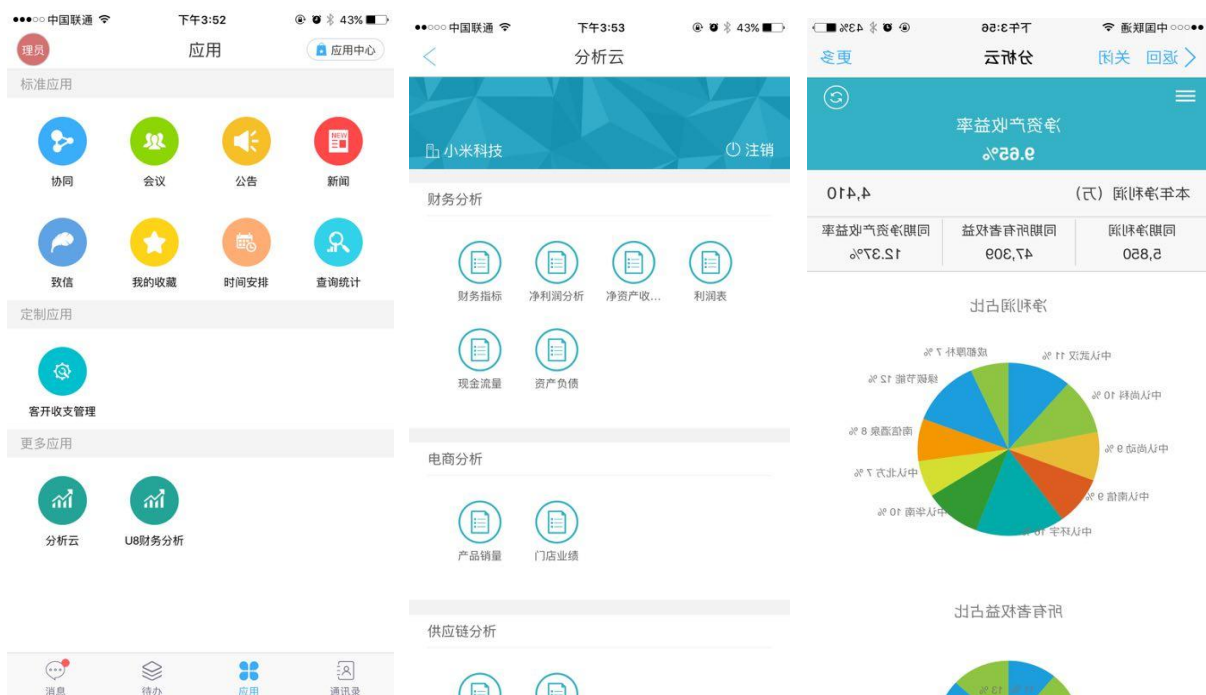 中国联通 下午3:52 43%
理员 应用 应用中心
标准应用
协同 会议 公告 新闻
NEW
致信 我的收藏 时间安排 查询统计
定制应用
客开收支管理
更多应用
分析云 U8财务分析
消息 待办 应用 通讯录
中国联通 下午3:53 43%
分析云
小米科技 注销
财务分析
财务指标 净利润分析 净资产收... 利润表
现金流量 资产负债
电商分析
产品销量 门店业绩
供应链分析
中国联通 下午3:56 43%
返回 关闭 分析云 更多
净资产收益率
9.65%
本年净利润（万） 4,410
同期净利润 同期所有者权益 同期净资产收益率
5,850 47,309 12.37%
净利润占比
中认武汉 11 % 成都厚朴 7 %
中认尚科 10 % 绿硕节能 12 %
中认尚动 9 % 南信酒泉 8 %
中认南信 9 % 中认北方 7 %
中认环宇 中认华南 10 %
所有者权益占比
13 %